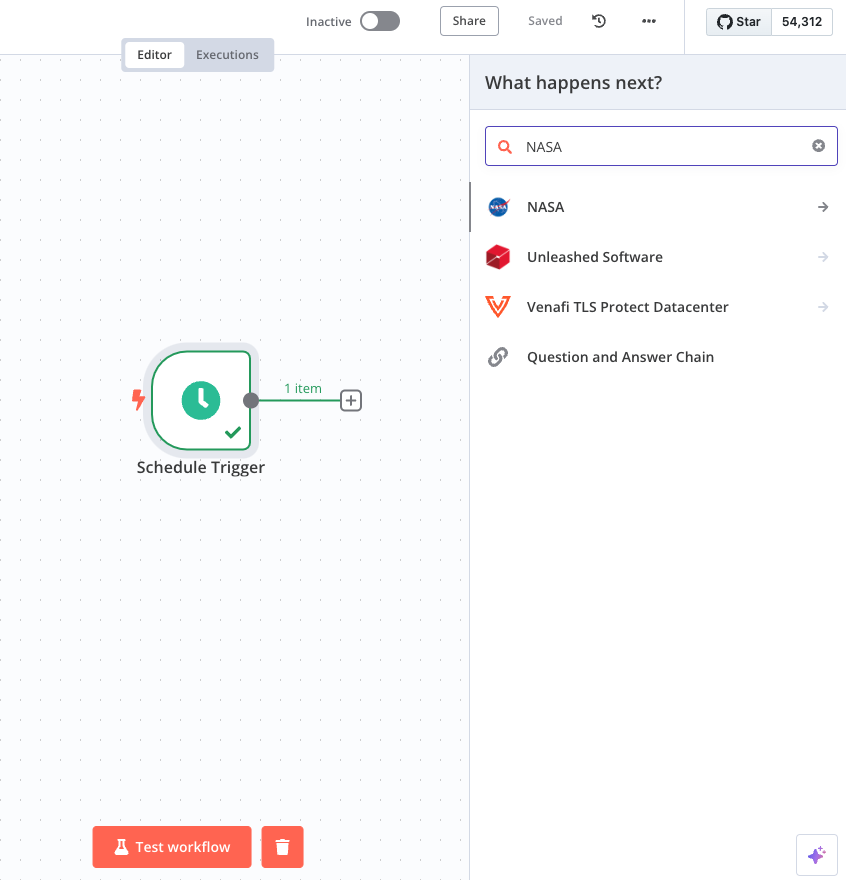 Inactive
Share
Saved
Star
54,312
Editor
Executions
What happens next?
NASA
NASA
NASA
Unleashed Software
Venafi TLS Protect Datacenter
Question and Answer Chain
1 item
Schedule Trigger
Test workflow